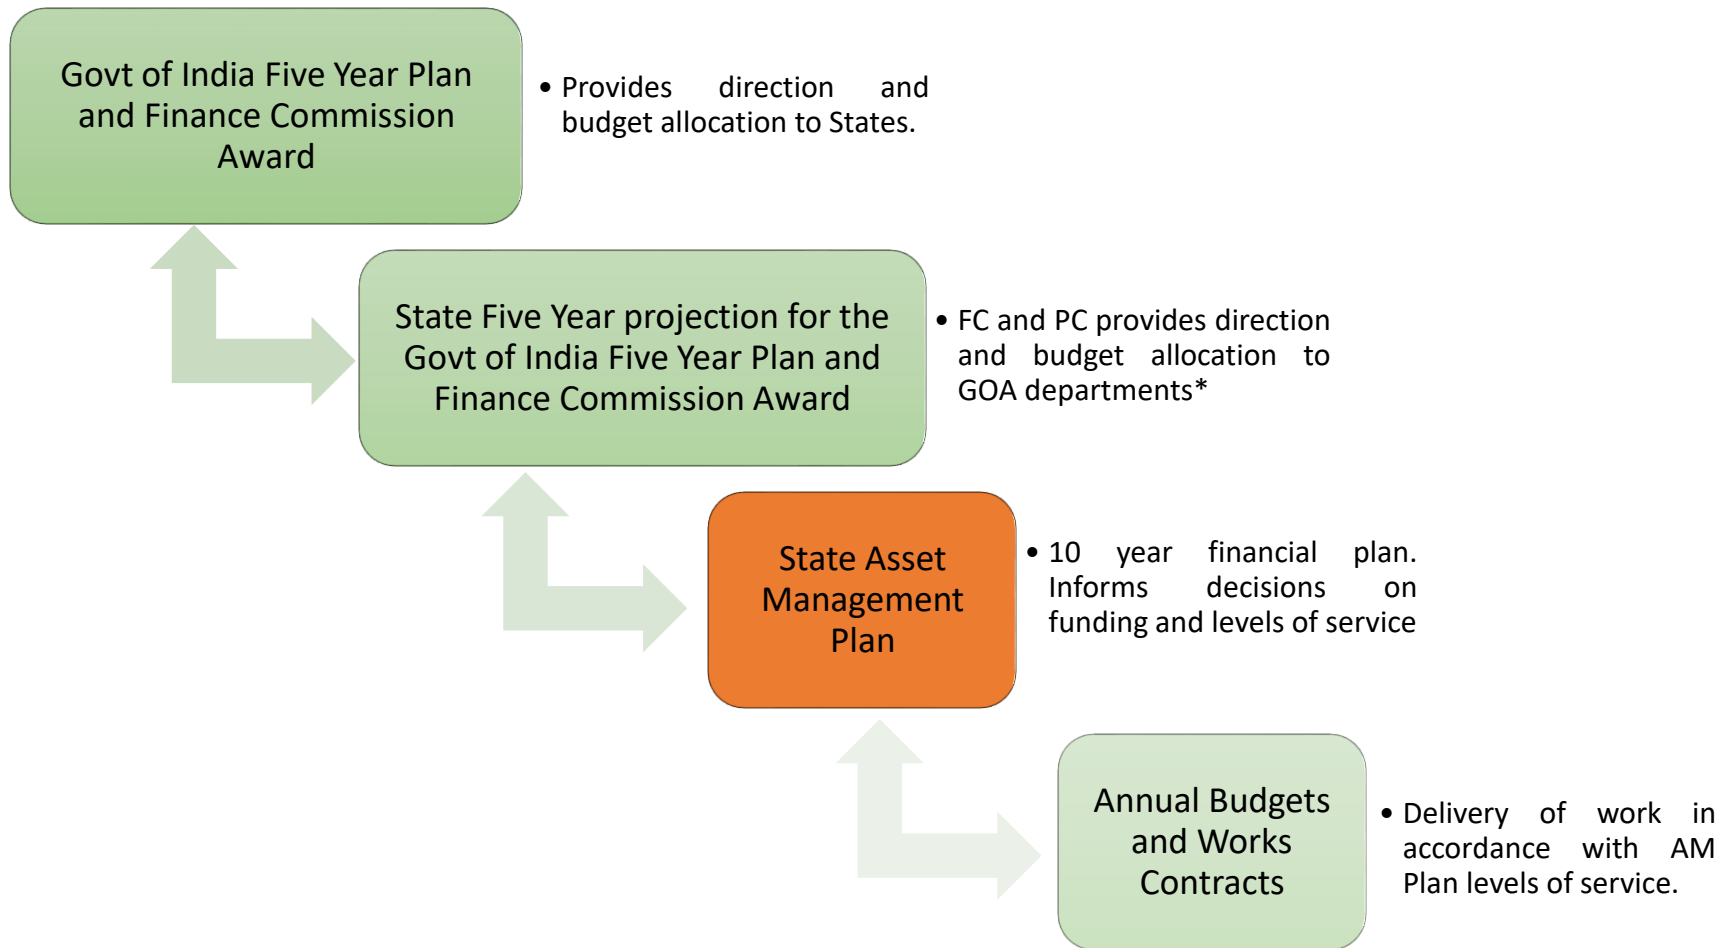 Govt of India Five Year Plan
and Finance Commission
Award
• Provides direction and
budget allocation to States.
State Five Year projection for the
Govt of India Five Year Plan and
Finance Commission Award
• FC and PC provides direction
and budget allocation to
GOA departments*
State Asset
Management
Plan
• 10 year financial plan.
Informs decisions on
funding and levels of service
Annual Budgets
and Works
Contracts
• Delivery of work in
accordance with AM
Plan levels of service.